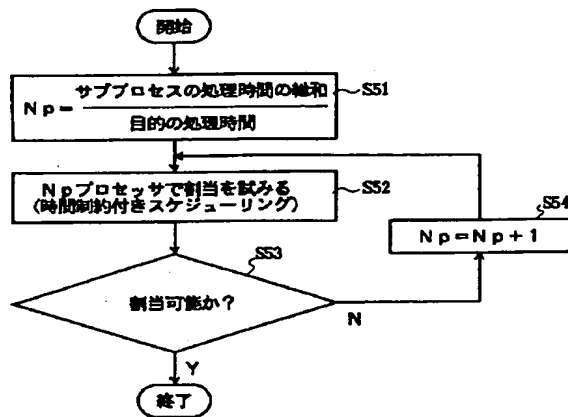 開始
サブプロセスの処理時間の総和
Np＝
S51
目的の処理時間
Npプロセッサで割当を試みる
S52
(時間制約付きスケジューリング)
S54
Np＝Np＋1
S53
割当可能か？
N
Y
終了